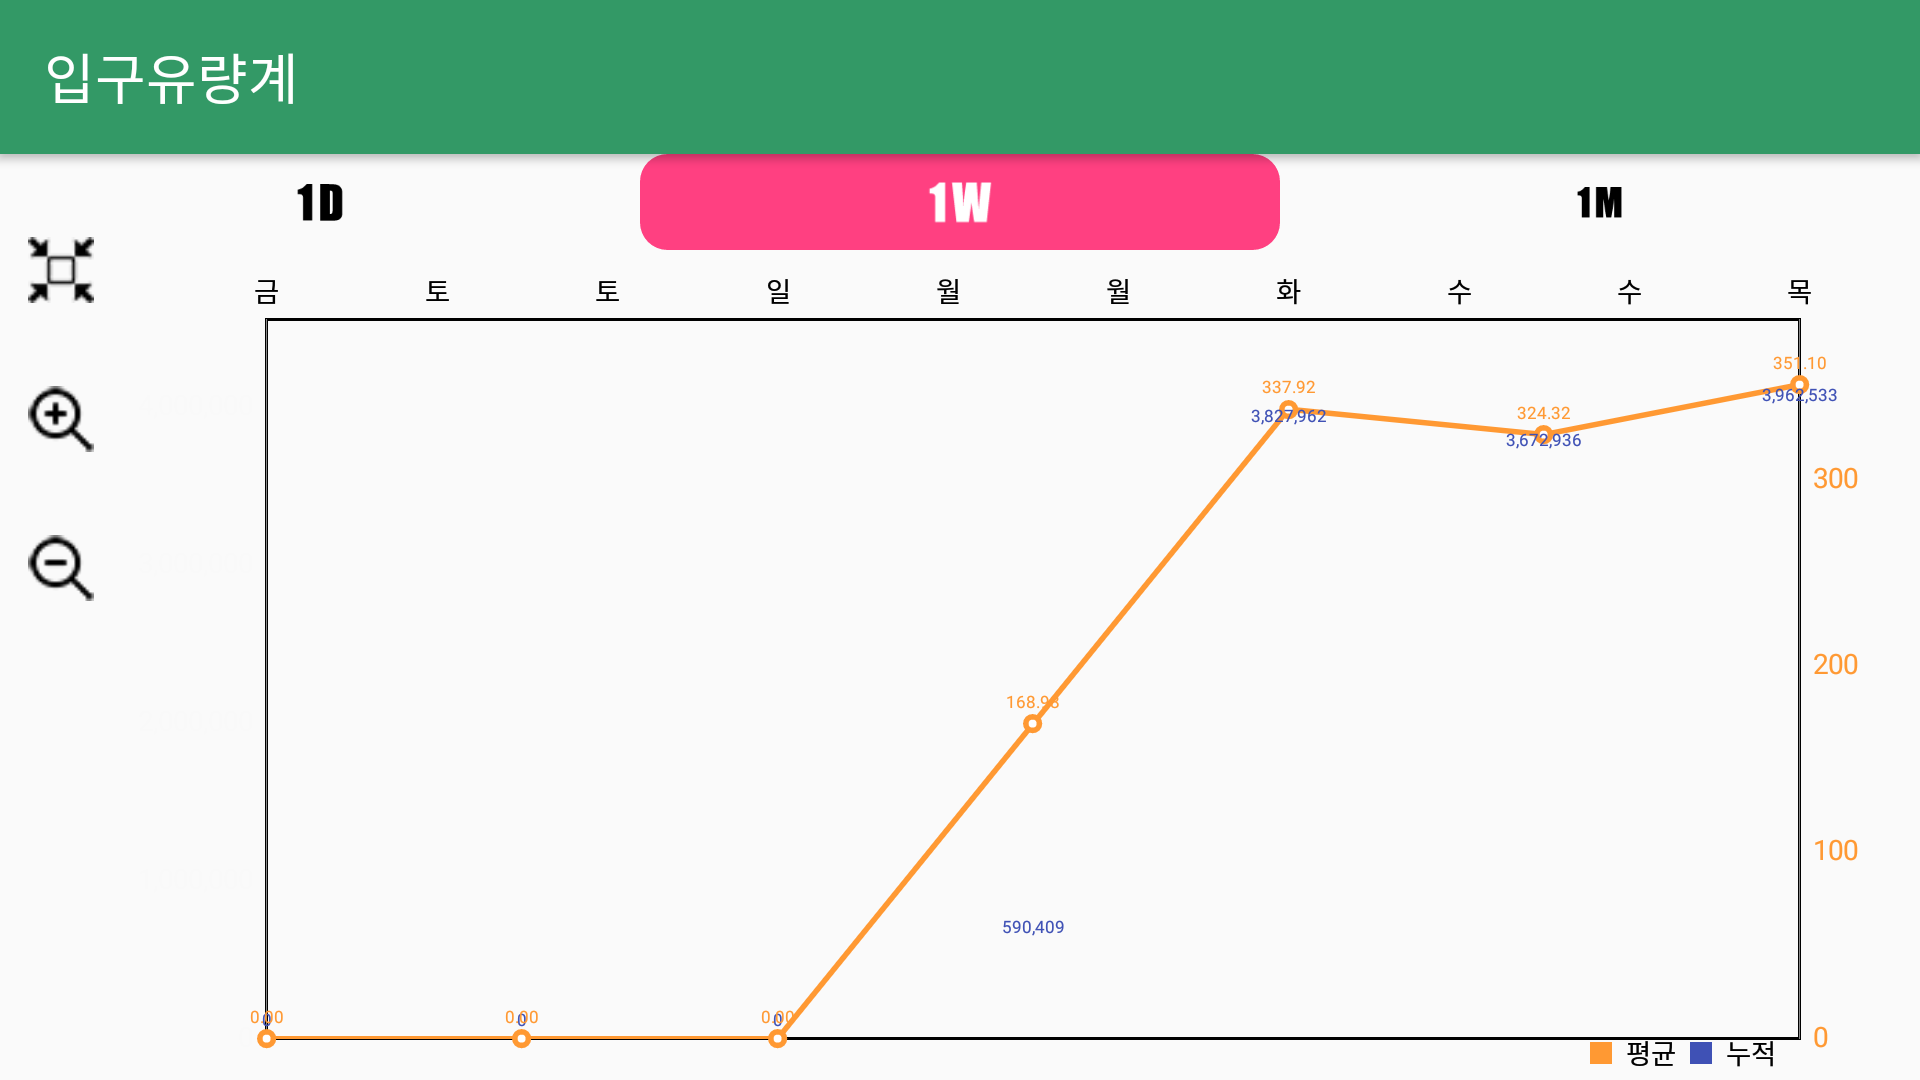 입구유량계
1D 1W 1M
금 토 토 일 월 월 화 수 수 목
351.10
337.92
3,962,533
324.32
3,827,962
3,672,936
300
200
168.98
100
590,409
0.00 0.00 0.00
0 0 0
0
평균 누적